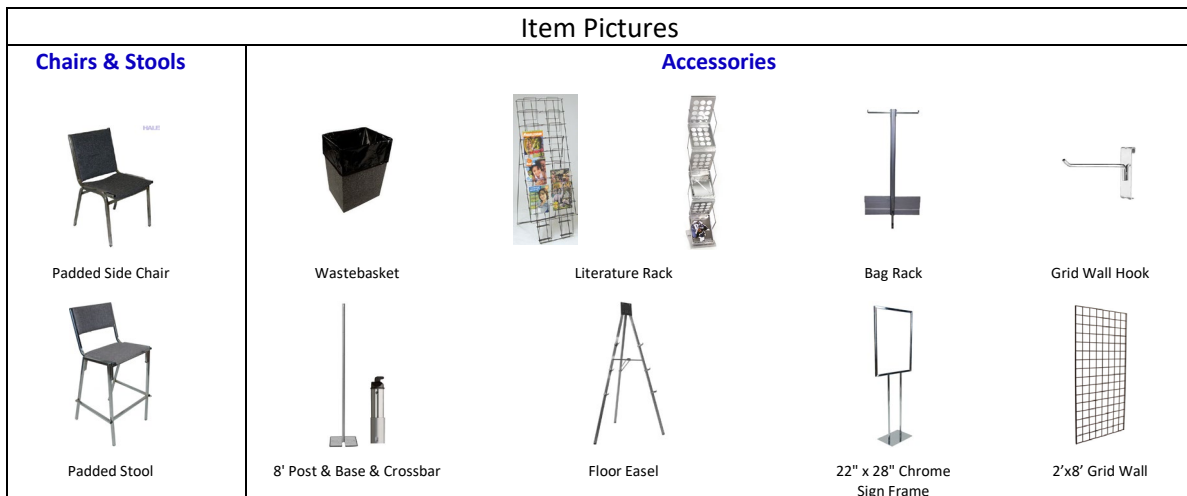 Item Pictures
Chairs & Stools
Accessories
HALE
Padded Side Chair
Wastebasket
Literature Rack
Bag Rack
Grid Wall Hook
Padded Stool
8' Post & Base & Crossbar
Floor Easel
22" x 28" Chrome
Sign Frame
2’x8’ Grid Wall